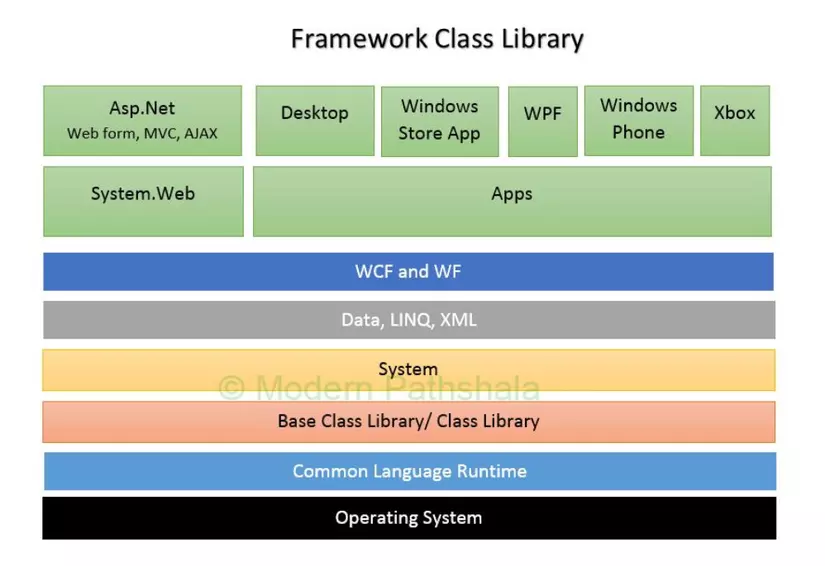 Framework Class Library
Asp.Net
Web form, MVC, AJAX
Desktop
Windows
Store App
WPF
Windows
Phone
Xbox
System.Web
Apps
WCF and WF
Data, LINQ, XML
System
© Modern Pathshala
Base Class Library/ Class Library
Common Language Runtime
Operating System